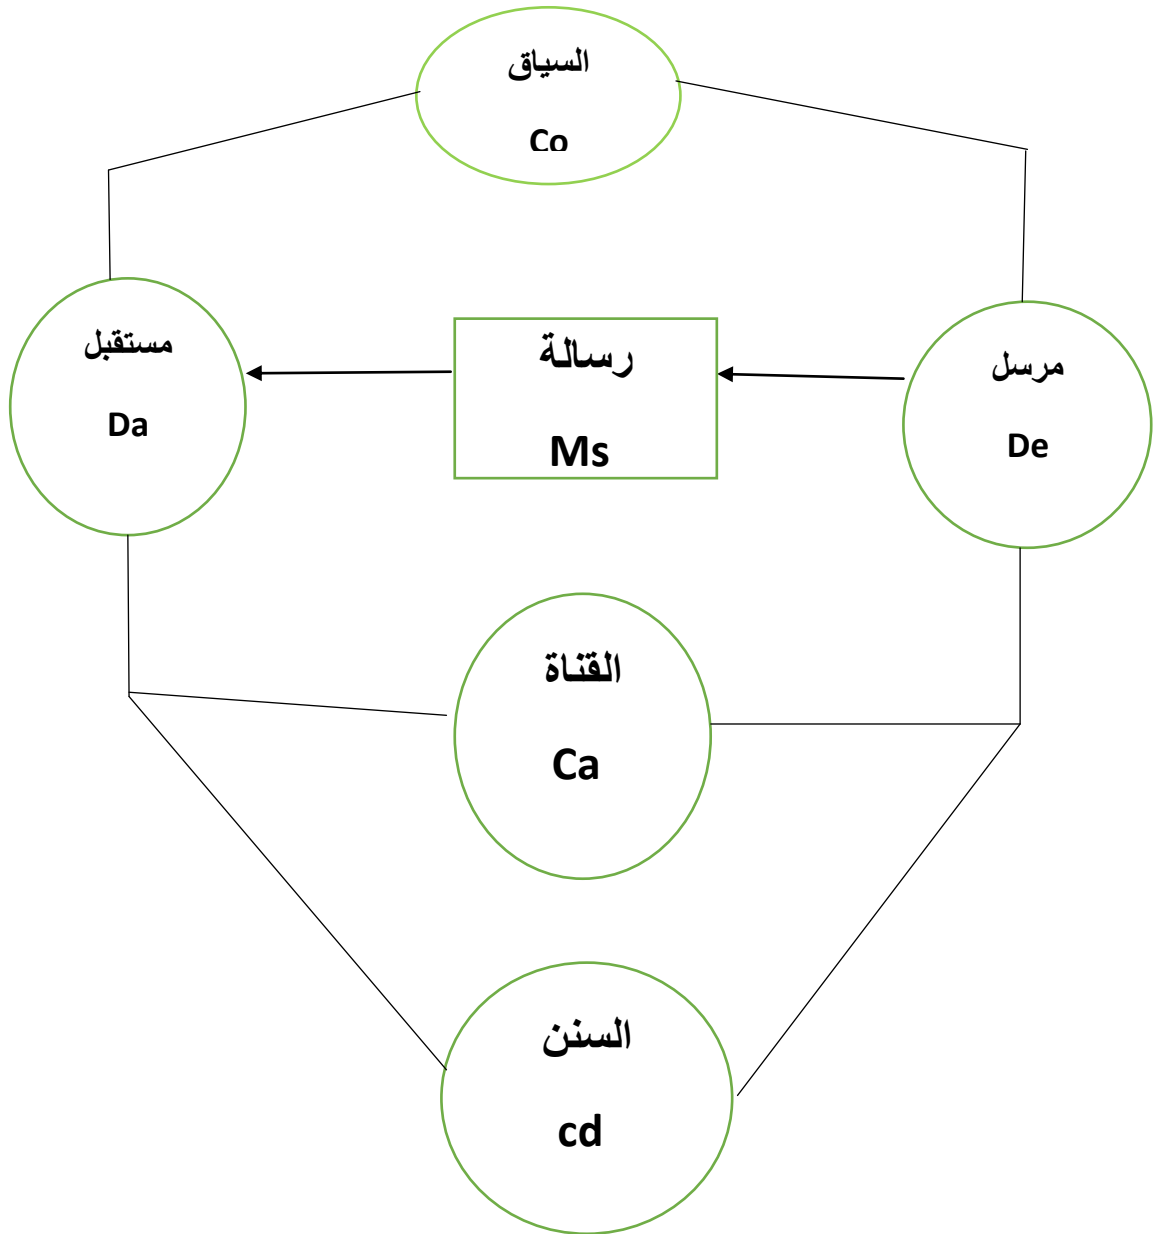 السياق
Co
مرسل
De
رسالة
Ms
مستقبل
Da
القناة
Ca
السنن
cd